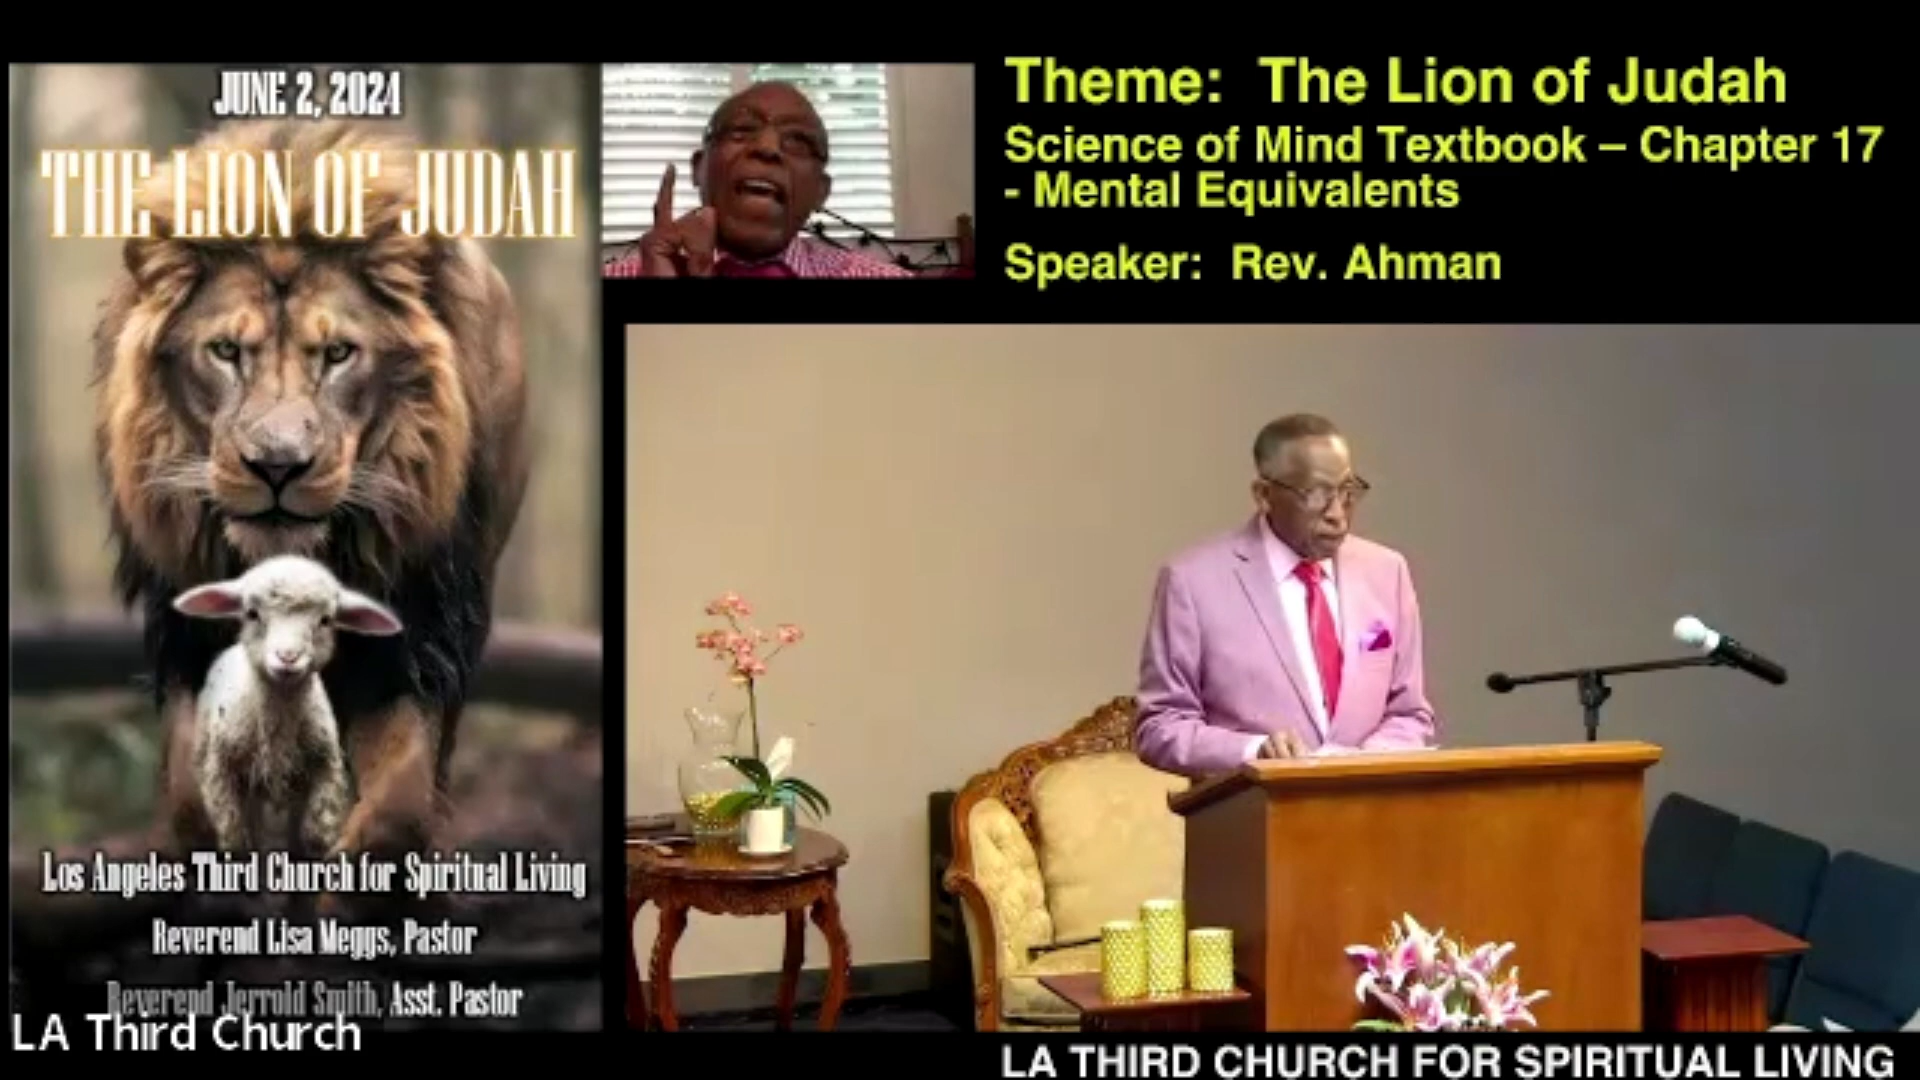 JUNE 2, 2024
THE LION OF JUDAH
Los Angeles Third Church for Spiritual Living
Reverend Lisa Meggs, Pastor
Reverend Jerrold Smith, Asst. Pastor
LA Third Church
Theme: The Lion of Judah
Science of Mind Textbook – Chapter 17
- Mental Equivalents
Speaker: Rev. Ahman
LA THIRD CHURCH FOR SPIRITUAL LIVING